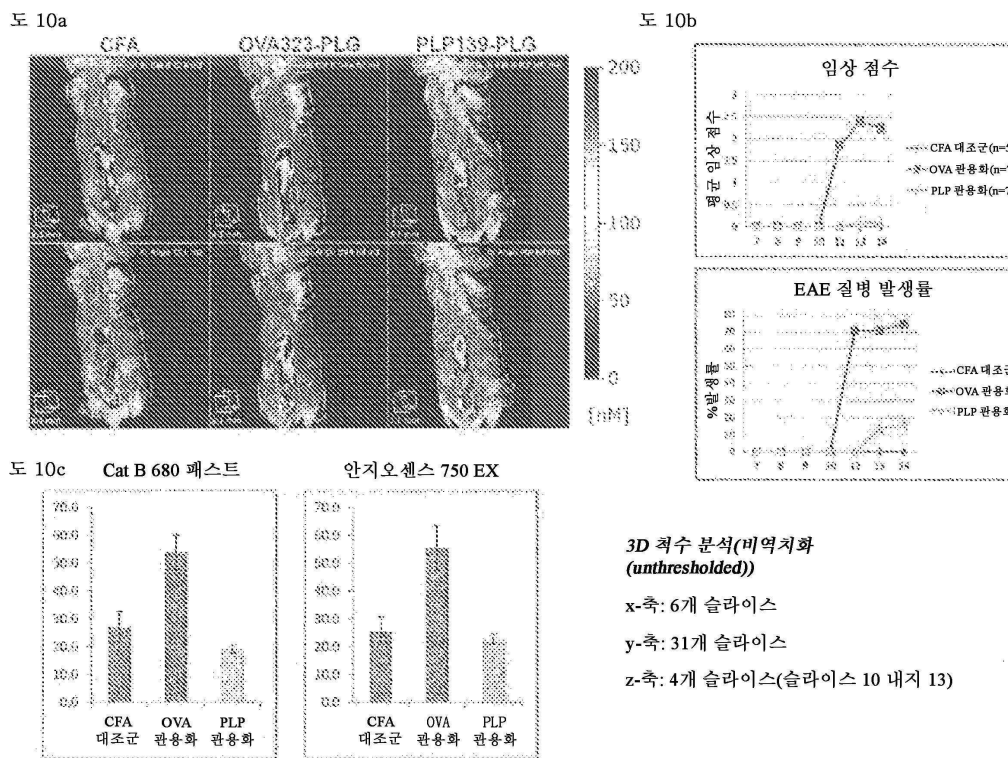 도 10a
CFA
OVA323-PLG
PLP139-PLG
200
150
100
50
0
[nM]
도 10b
임상 점수
평균 임상 점수
CFA 대조군(n=5
OVA 관용화(n=
PLP 관용화(n=7
EAE 질병 발생률
%발생률
CFA 대조군
OVA 관용화
PLP 관용화
도 10c
Cat B 680 패스트
70.0
60.0
50.0
40.0
30.0
20.0
10.0
0.0
CFA
대조군
OVA
관용화
PLP
관용화
안지오센스 750 EX
70.0
60.0
50.0
40.0
30.0
20.0
10.0
0.0
CFA
대조군
OVA
관용화
PLP
관용화
3D 척수 분석(비역치화
(unthresholded))
x-축: 6개 슬라이스
y-축: 31개 슬라이스
z-축: 4개 슬라이스(슬라이스 10 내지 13)